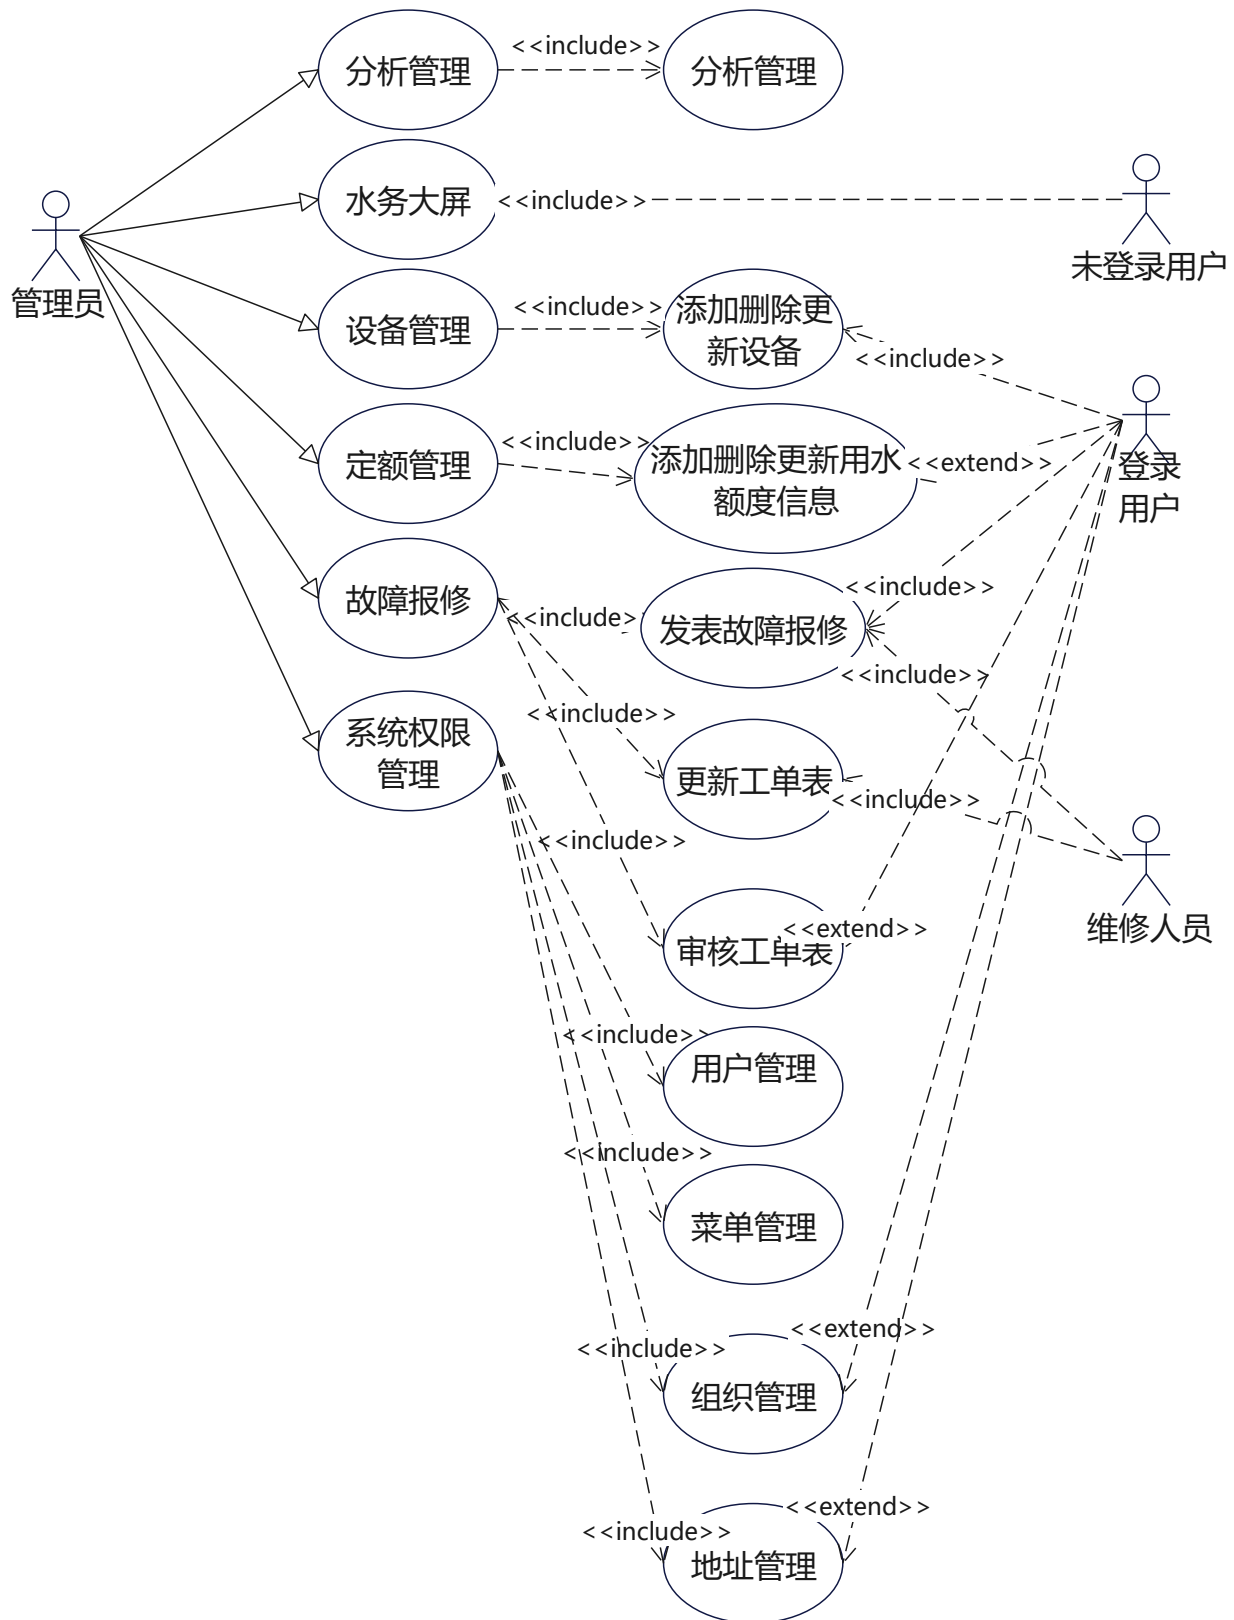 <<include>>
分析管理
分析管理
水务大屏
<<include>>
未登录用户
管理员
<<include>>
设备管理
添加删除更
新设备
<<include>>
<<include>>
定额管理
添加删除更新用水
额度信息
<<extend>>
登录
用户
故障报修
<<include>>
发表故障报修
<<include>>
<<include>>
<<include>>
系统权限
管理
更新工单表
<<include>>
<<include>>
审核工单表
<<extend>>
维修人员
<<include>>
用户管理
<<include>>
菜单管理
<<include>>
<<extend>>
组织管理
<<include>>
<<extend>>
地址管理